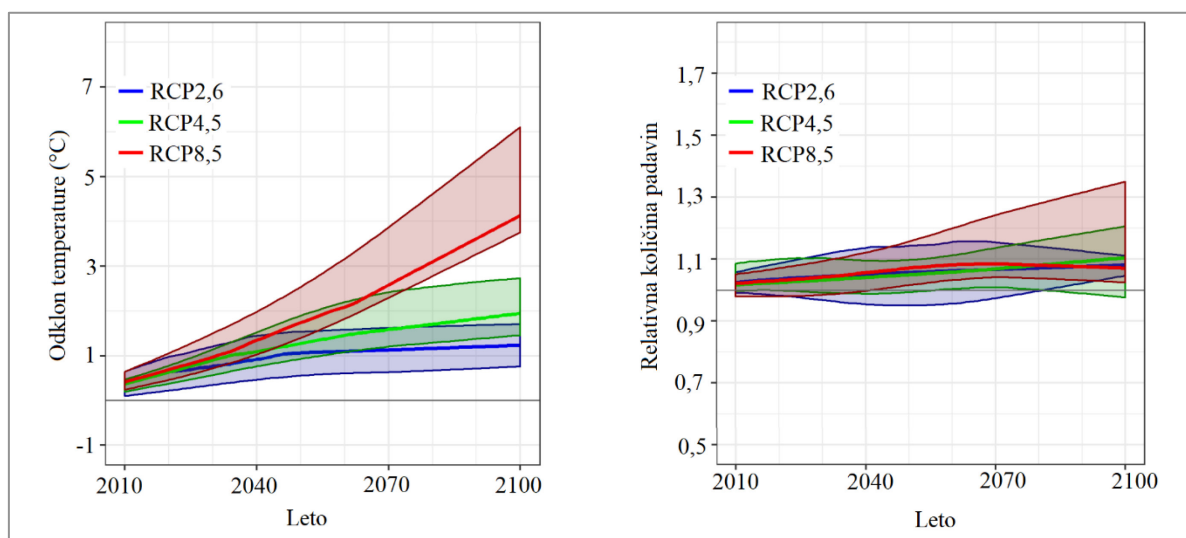 Odklon temperature (°C)
7
5
3
1
-1
RCP2,6
RCP4,5
RCP8,5
2010
2040
2070
2100
Leto
Relativna količina padavin
1,7
1,5
1,3
1,1
0,9
0,7
0,5
RCP2,6
RCP4,5
RCP8,5
2010
2040
2070
2100
Leto